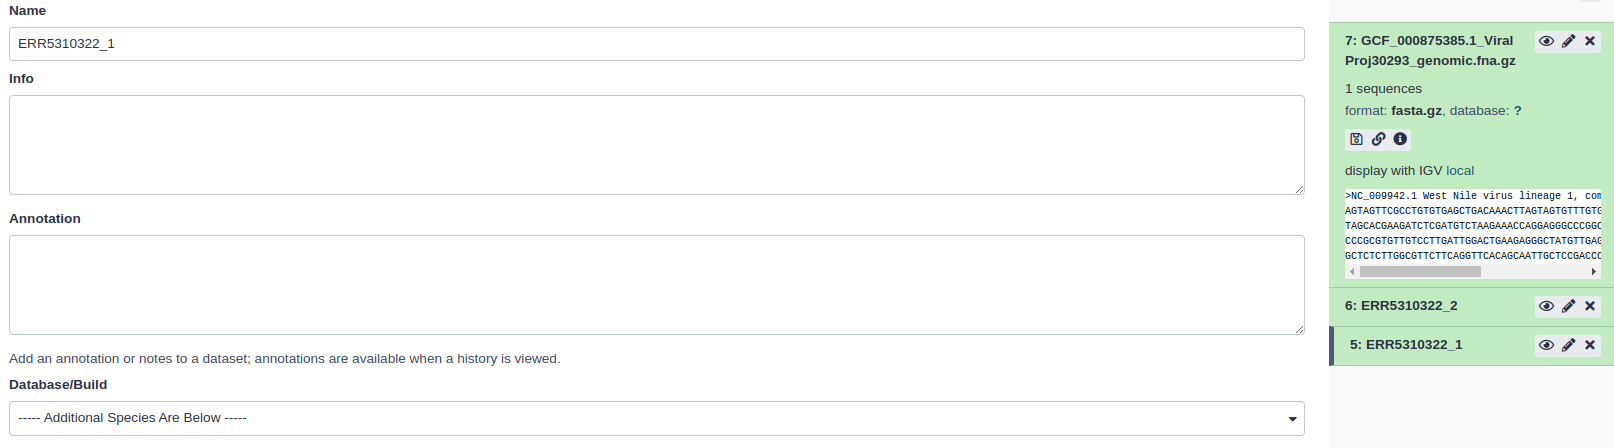 Name
ERR5310322_1
Info
Annotation
Add an annotation or notes to a dataset; annotations are available when a history is viewed.
Database/Build
----- Additional Species Are Below -----
7: GCF_000875385.1_Viral
Proj30293_genomic.fna.gz
1 sequences
format: fasta.gz, database: ?
display with IGV local
>NC_009942.1 West Nile virus lineage 1, com
AGTAGTTCGCCTGTGTGAGCTGACAAACTTAGTAGTGTTTGTG
TAGCACGAAGATCTCGATGTCTAAGAAACCAGGAGGGCCCGGC
CCCGCGTGTTGTCCTTGATTGGACTGAAGAGGGCTATGTTGAG
GCTCTCTTGGCGTTCTTCAGGTTCACAGCAATTGCTCCGACCC
6: ERR5310322_2
5: ERR5310322_1